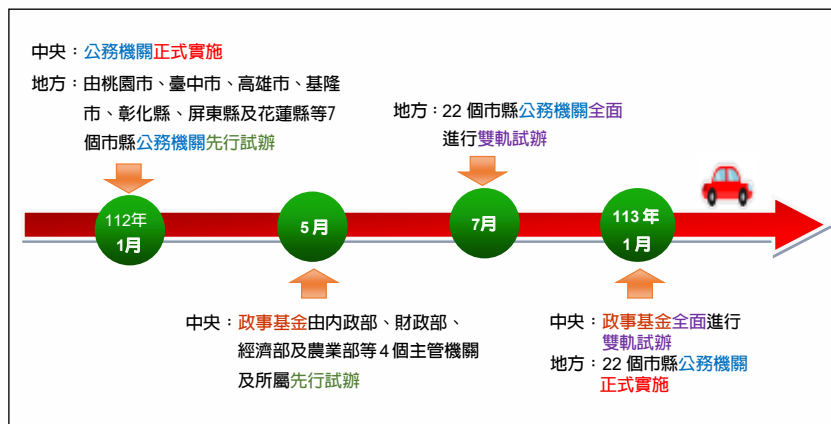 中央：公務機關正式實施
地方：由桃園市、臺中市、高雄市、基隆
市、彰化縣、屏東縣及花蓮縣等7
個市縣公務機關先行試辦
地方：22 個市縣公務機關全面
進行雙軌試辦
112年
1月
5月
7月
113年
1月
中央：政事基金由內政部、財政部、
經濟部及農業部等4個主管機關
及所屬先行試辦
中央：政事基金全面進行
雙軌試辦
地方：22 個市縣公務機關
正式實施